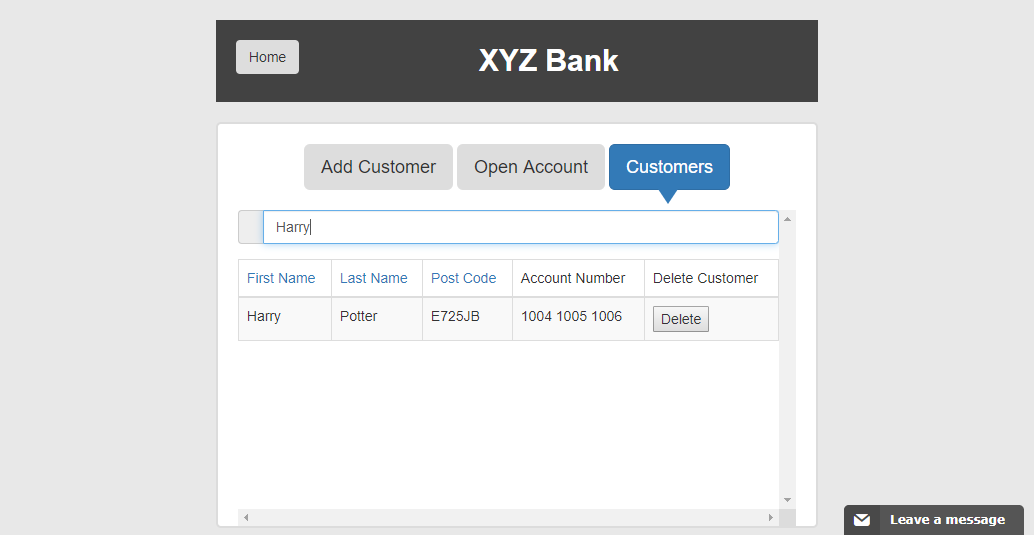 Home
XYZ Bank
Add Customer Open Account Customers
Harry
First Name Last Name Post Code Account Number Delete Customer
Harry Potter E725JB 1004 1005 1006 Delete
Leave a message